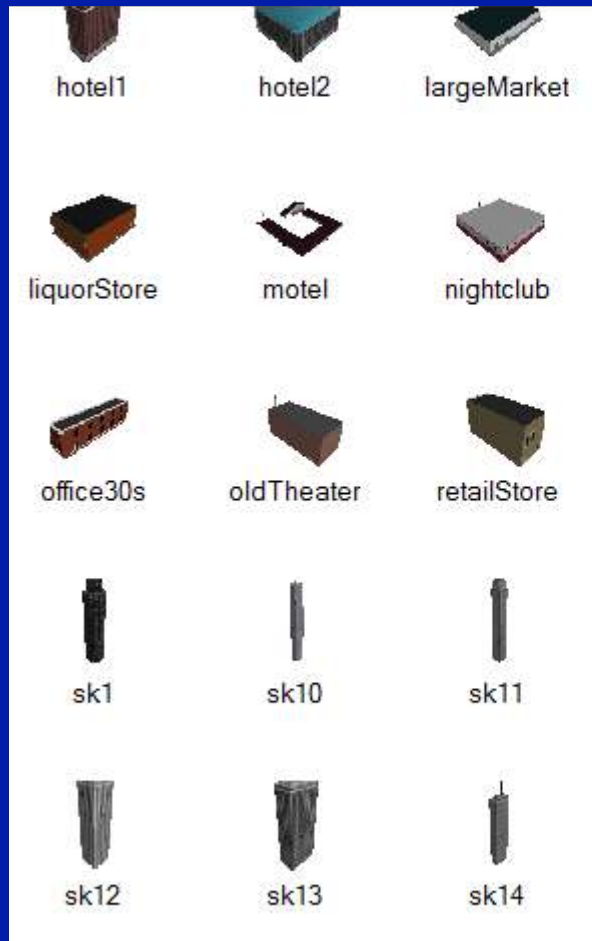 hotel1 hotel2 largeMarket
liquorStore motel nightclub
office30s oldTheater retailStore
sk1 sk10 sk11
sk12 sk13 sk14